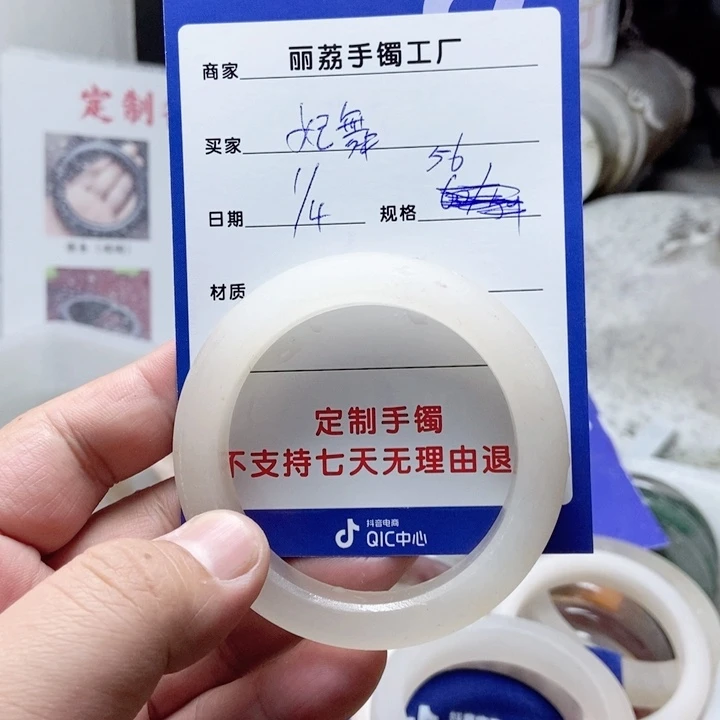 定制
商家 丽荔手镯工厂
买家 妃舞
56
日期 1/4 规格
材质
定制手镯
不支持七天无理由退
抖音电商
QIC中心